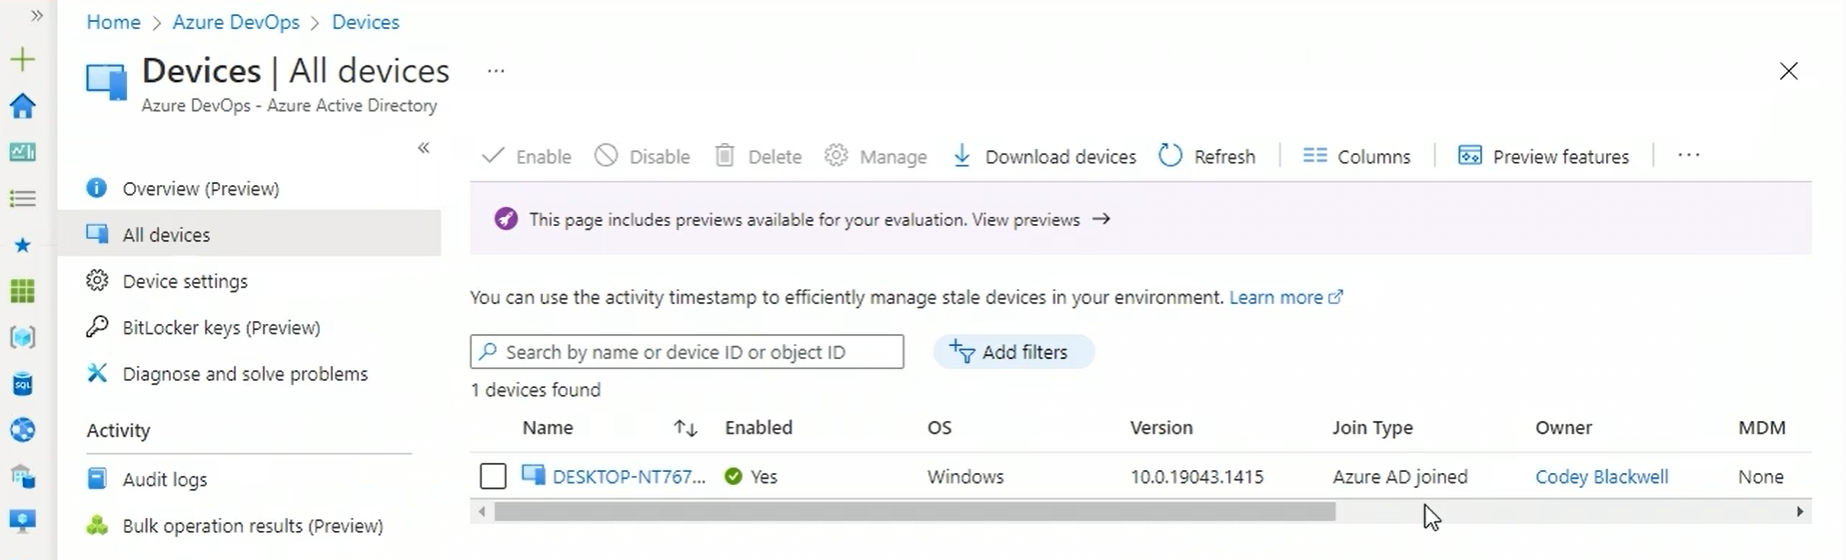 Home > Azure DevOps > Devices
Devices | All devices ...
Azure DevOps - Azure Active Directory
Overview (Preview)
All devices
Device settings
BitLocker keys (Preview)
Diagnose and solve problems
Activity
Audit logs
Bulk operation results (Preview)
Enable Disable Delete Manage Download devices Refresh Columns Preview features ...
This page includes previews available for your evaluation. View previews →
You can use the activity timestamp to efficiently manage stale devices in your environment. Learn more
Search by name or device ID or object ID Add filters
1 devices found
Name Enabled OS Version Join Type Owner MDM
DESKTOP-NT767... Yes Windows 10.0.19043.1415 Azure AD joined Codey Blackwell None
SQL